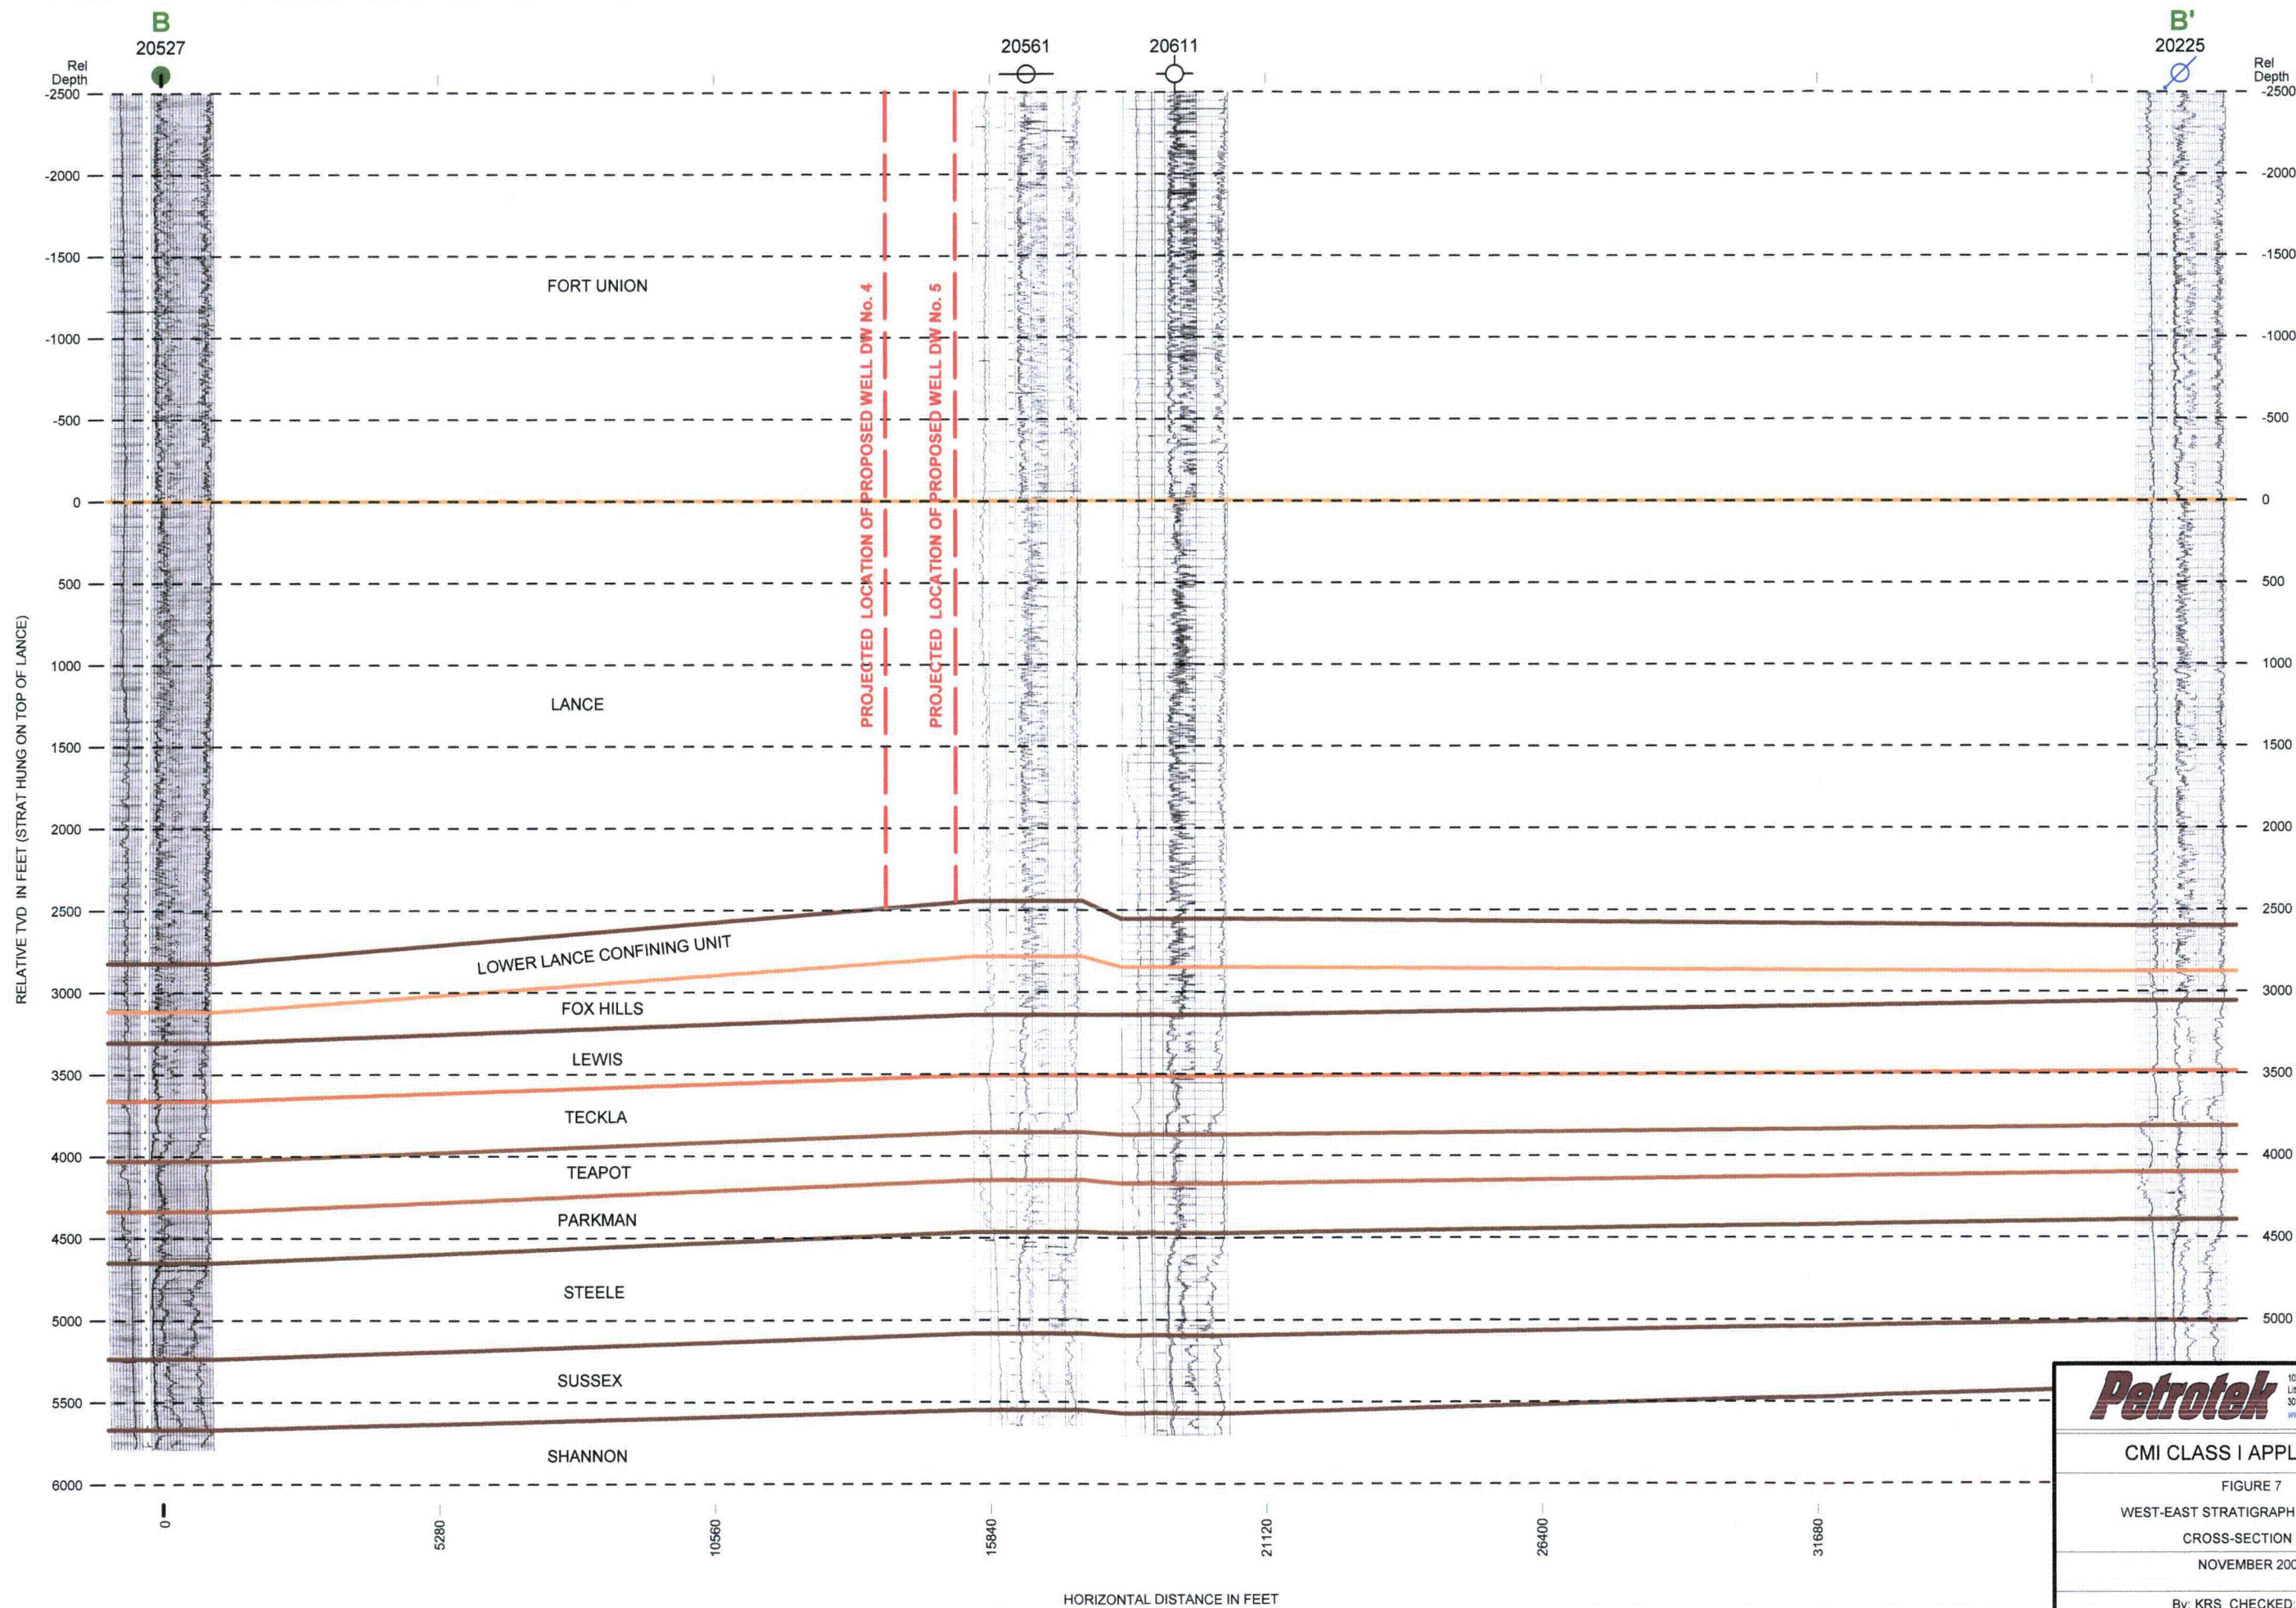 B
B'
20527
20561
20611
20225
Rel
Depth
Rel
Depth
-2500
-2500
-2000
-2000
-1500
-1500
-1000
-1000
-500
-500
0
0
500
500
1000
1000
1500
1500
2000
2000
2500
2500
3000
3000
3500
3500
4000
4000
4500
4500
5000
5000
5500
6000
RELATIVE TVD IN FEET (STRAT HUNG ON TOP OF LANCE)
FORT UNION
PROJECTED LOCATION OF PROPOSED WELL DW No. 4
PROJECTED LOCATION OF PROPOSED WELL DW No. 5
LANCE
LOWER LANCE CONFINING UNIT
FOX HILLS
LEWIS
TECKLA
TEAPOT
PARKMAN
STEELE
SUSSEX
SHANNON
0
5280
10560
15840
21120
26400
31680
HORIZONTAL DISTANCE IN FEET
Petrotek
CMI CLASS I APPL
FIGURE 7
WEST-EAST STRATIGRAPH
CROSS-SECTION
NOVEMBER 200
By: KRS CHECKED: